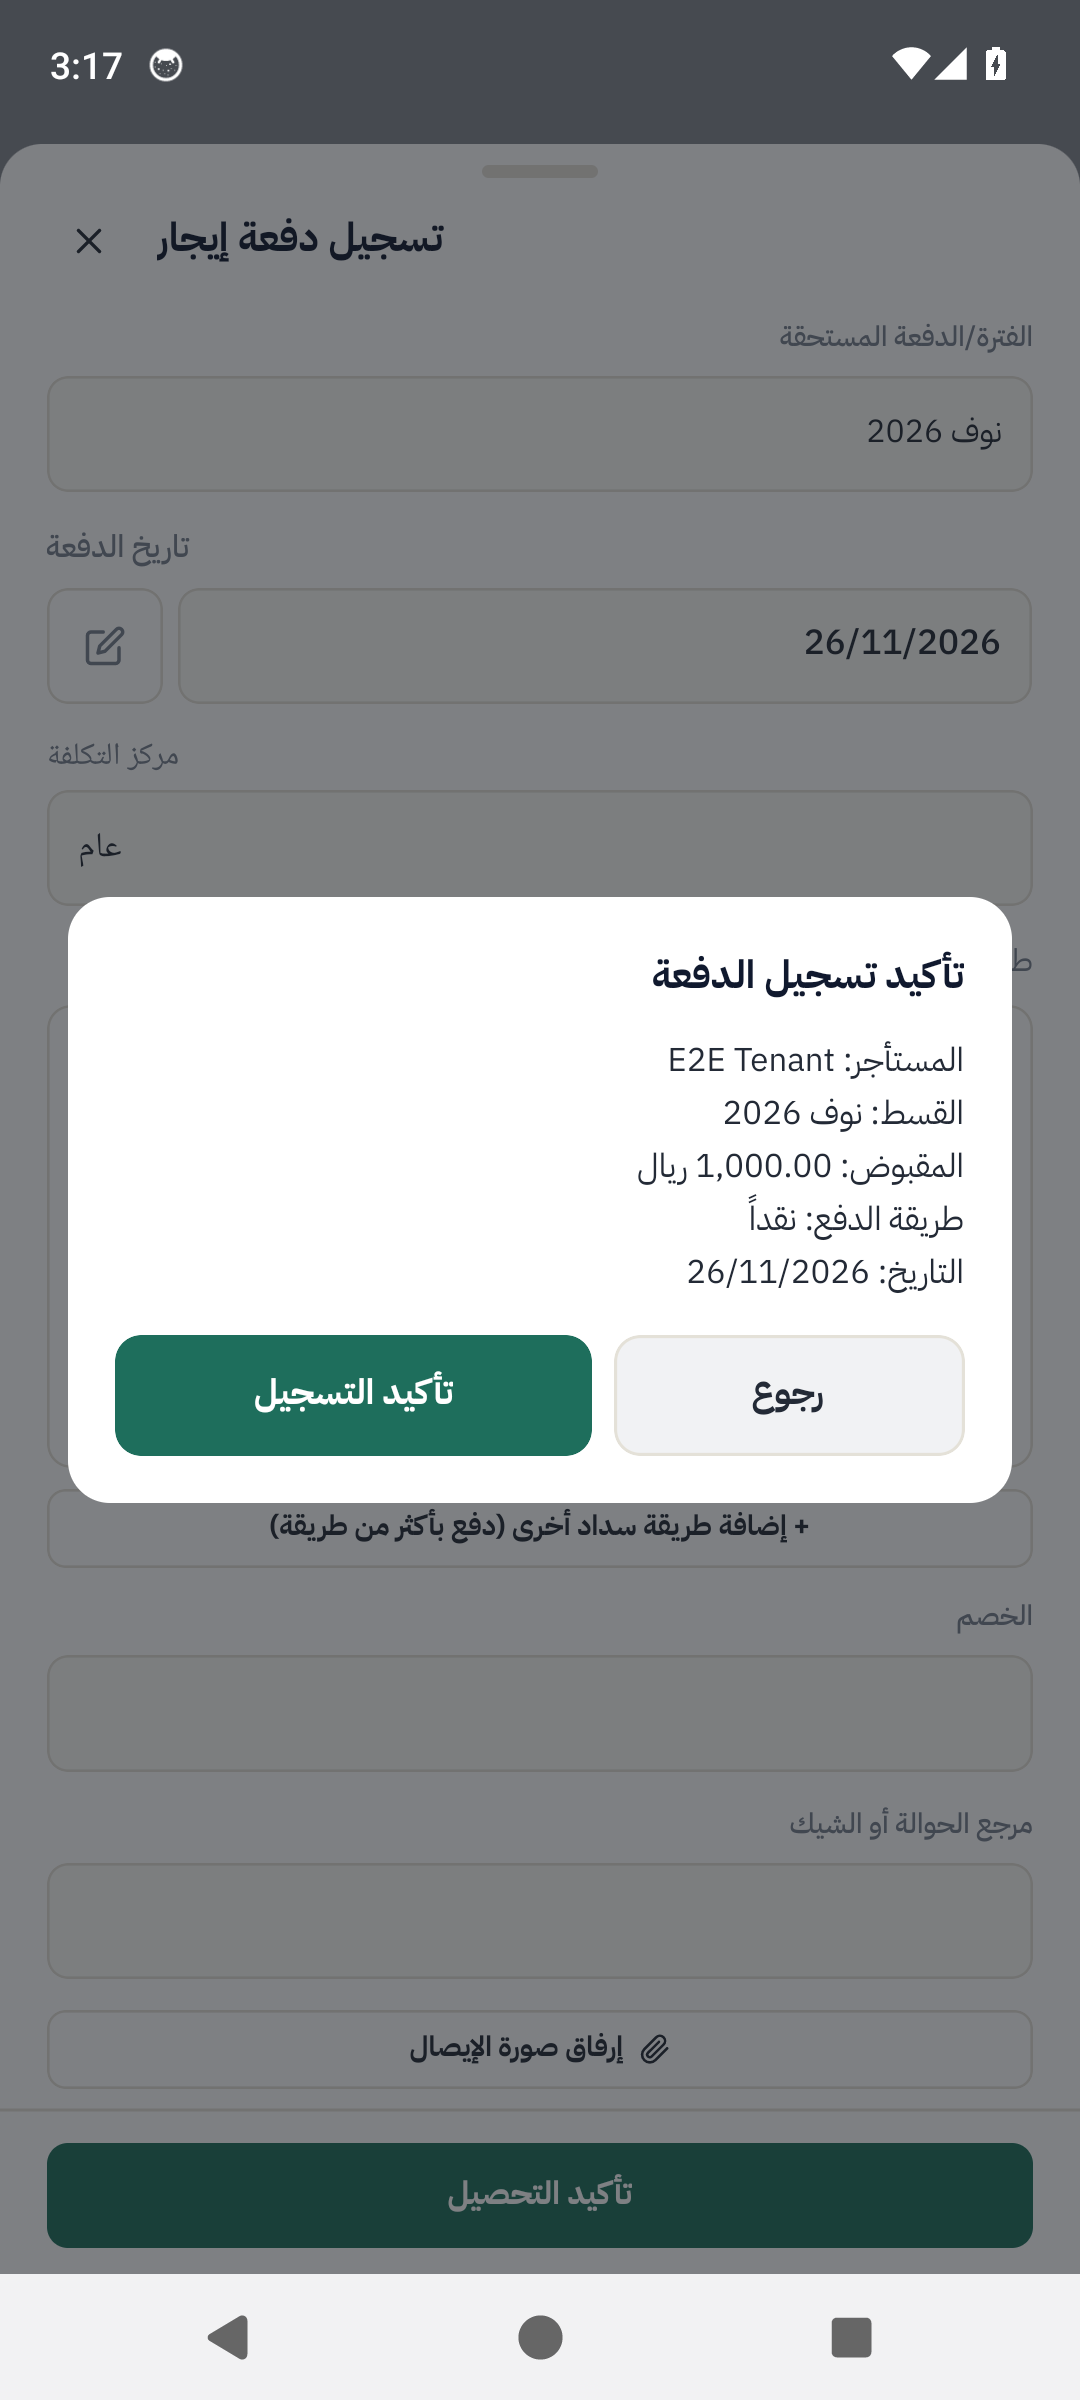 3:17
تسجيل دفعة إيجار
الفترة/الدفعة المستحقة
نوف 2026
تاريخ الدفعة
26/11/2026
مركز التكلفة
عام
ط
تأكيد تسجيل الدفعة
المستأجر: E2E Tenant
القسط: نوف 2026
المقبوض: 1,000.00 ريال
طريقة الدفع: نقداً
التاريخ: 26/11/2026
رجوع
تأكيد التسجيل
+ إضافة طريقة سداد أخرى (دفع بأكثر من طريقة)
الخصم
مرجع الحوالة أو الشيك
إرفاق صورة الإيصال
تأكيد التحصيل